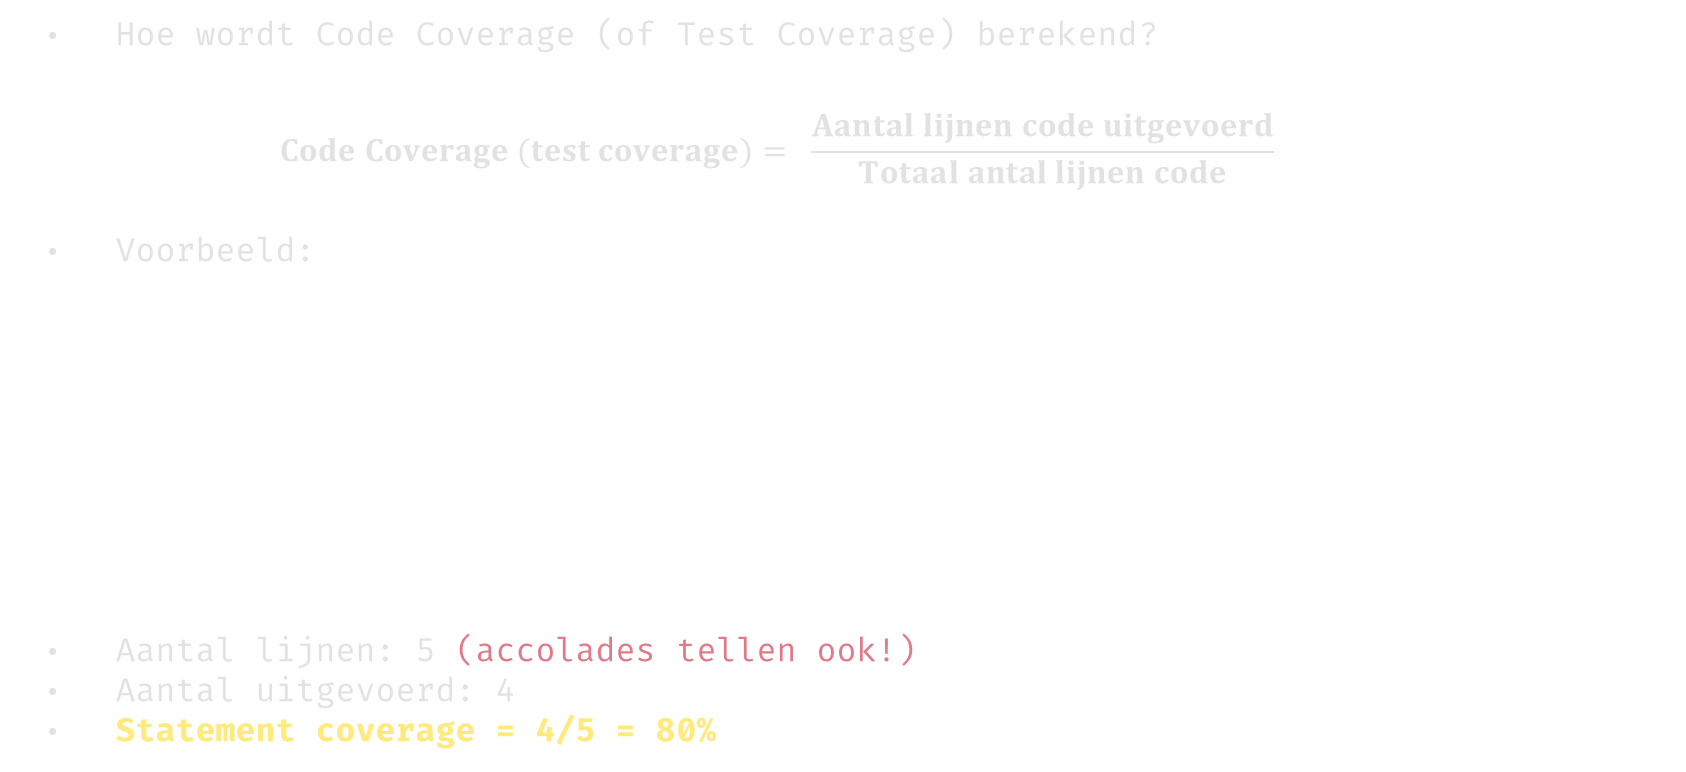 • Hoe wordt Code Coverage (of Test Coverage) berekend?
Code Coverage (test coverage) = Aantal lijnen code uitgevoerd
Totaal antal lijnen code
• Voorbeeld:
• Aantal lijnen: 5 (accolades tellen ook!)
• Aantal uitgevoerd: 4
• Statement coverage = 4/5 = 80%